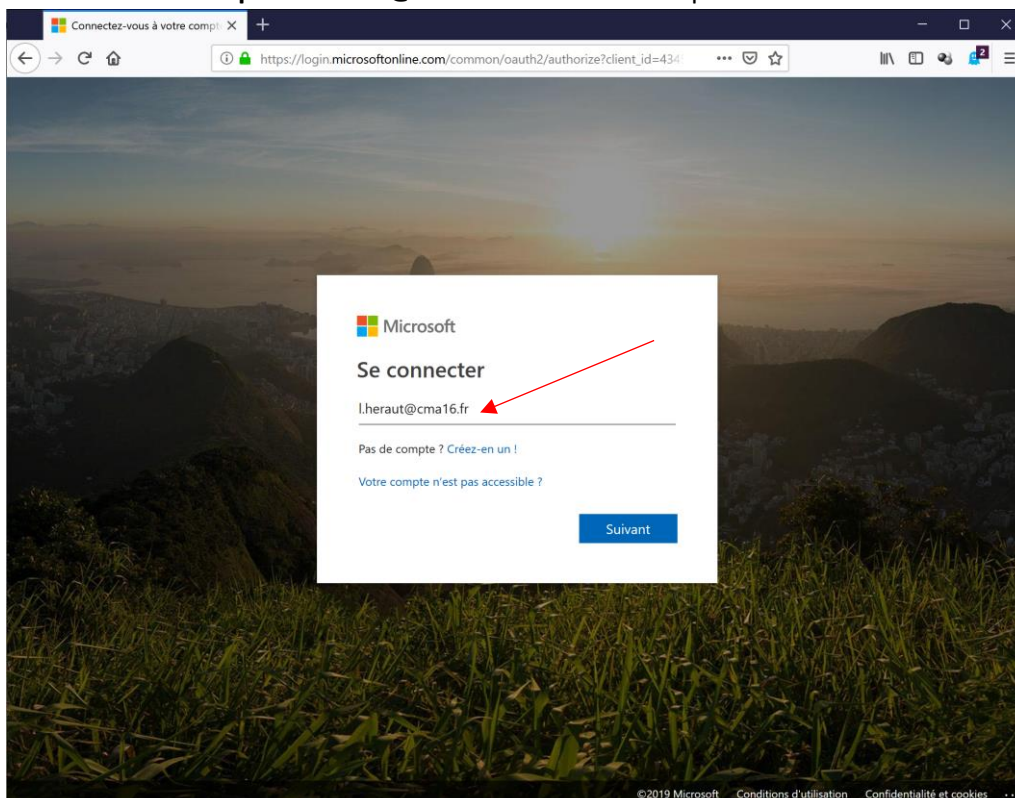 Connectez-vous à votre compt
https://login.microsoftonline.com/common/oauth2/authorize?client_id=434
2
Microsoft
Se connecter
l.heraut@cma16.fr
Pas de compte ? Créez-en un !
Votre compte n'est pas accessible ?
Suivant
©2019 Microsoft Conditions d'utilisation Confidentialité et cookies ...